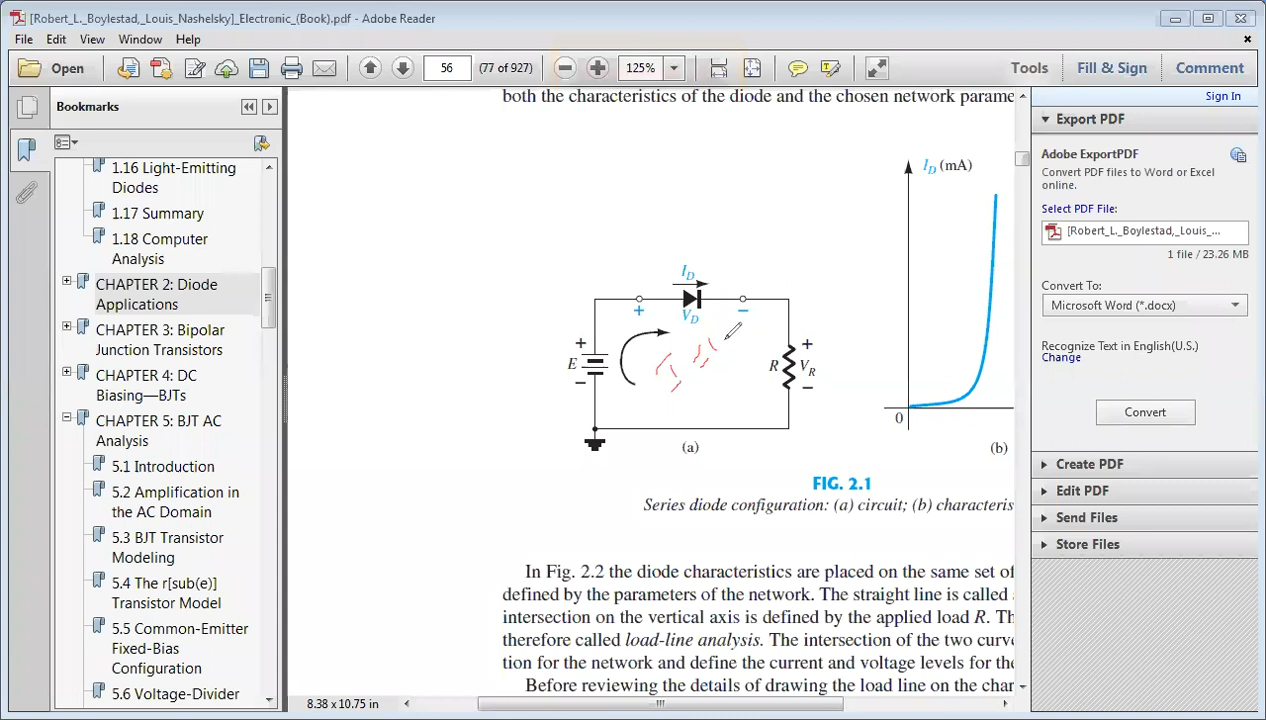 [Robert_L._Boylestad,_Louis_Nashelsky]_Electronic_(Book).pdf - Adobe Reader
File Edit View Window Help
Open 56 (77 of 927) 125% Tools Fill & Sign Comment
Bookmarks
1.16 Light-Emitting
Diodes
1.17 Summary
1.18 Computer
Analysis
CHAPTER 2: Diode
Applications
CHAPTER 3: Bipolar
Junction Transistors
CHAPTER 4: DC
Biasing—BJTs
CHAPTER 5: BJT AC
Analysis
5.1 Introduction
5.2 Amplification in
the AC Domain
5.3 BJT Transistor
Modeling
5.4 The r[sub(e)]
Transistor Model
5.5 Common-Emitter
Fixed-Bias
Configuration
5.6 Voltage-Divider
both the characteristics of the diode and the chosen network parame
I_D (mA)
I_D
+ V_D −
+
E
−
+
R V_R
−
0
(a)
(b)
FIG. 2.1
Series diode configuration: (a) circuit; (b) characteris
In Fig. 2.2 the diode characteristics are placed on the same set of
defined by the parameters of the network. The straight line is called
intersection on the vertical axis is defined by the applied load R. Th
therefore called load-line analysis. The intersection of the two curve
tion for the network and define the current and voltage levels for the
Before reviewing the details of drawing the load line on the char
8.38 x 10.75 in
Sign In
Export PDF
Adobe ExportPDF
Convert PDF files to Word or Excel
online.
Select PDF File:
[Robert_L._Boylestad,_Louis_...
1 file / 23.26 MB
Convert To:
Microsoft Word (*.docx)
Recognize Text in English(U.S.)
Change
Convert
Create PDF
Edit PDF
Send Files
Store Files